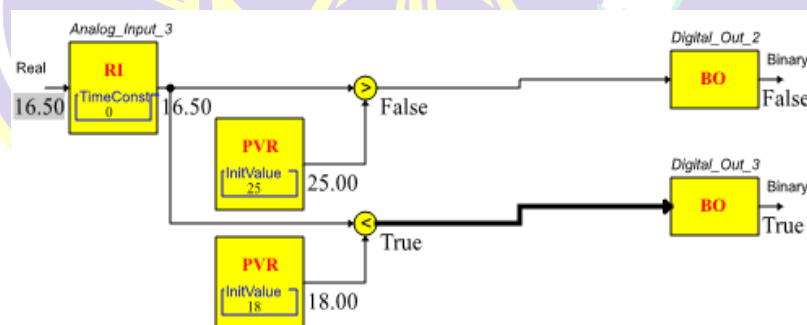 Analog_Input_3
Real
RI
TimeConstr
0
16.50
16.50
>
False
PVR
InitValue
25
25.00
Digital_Out_2
BO
Binary
False
<
True
PVR
InitValue
18
18.00
Digital_Out_3
BO
Binary
True